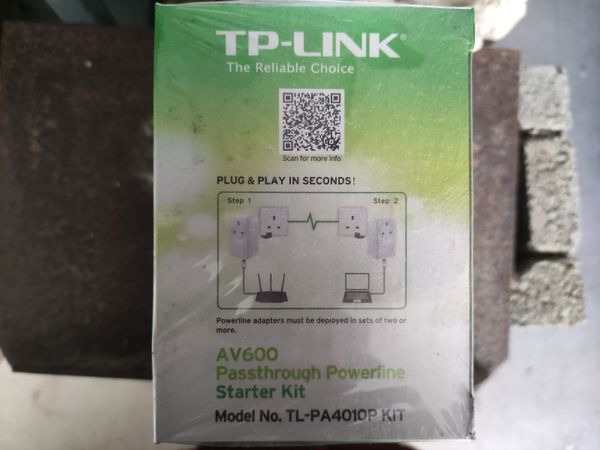 TP-LINK®
The Reliable Choice
Scan for more info
PLUG & PLAY IN SECONDS!
Step 1
Step 2
Powerline adapters must be deployed in sets of two or
more.
AV600
Passthrough Powerline
Starter Kit
Model No. TL-PA4010P KIT